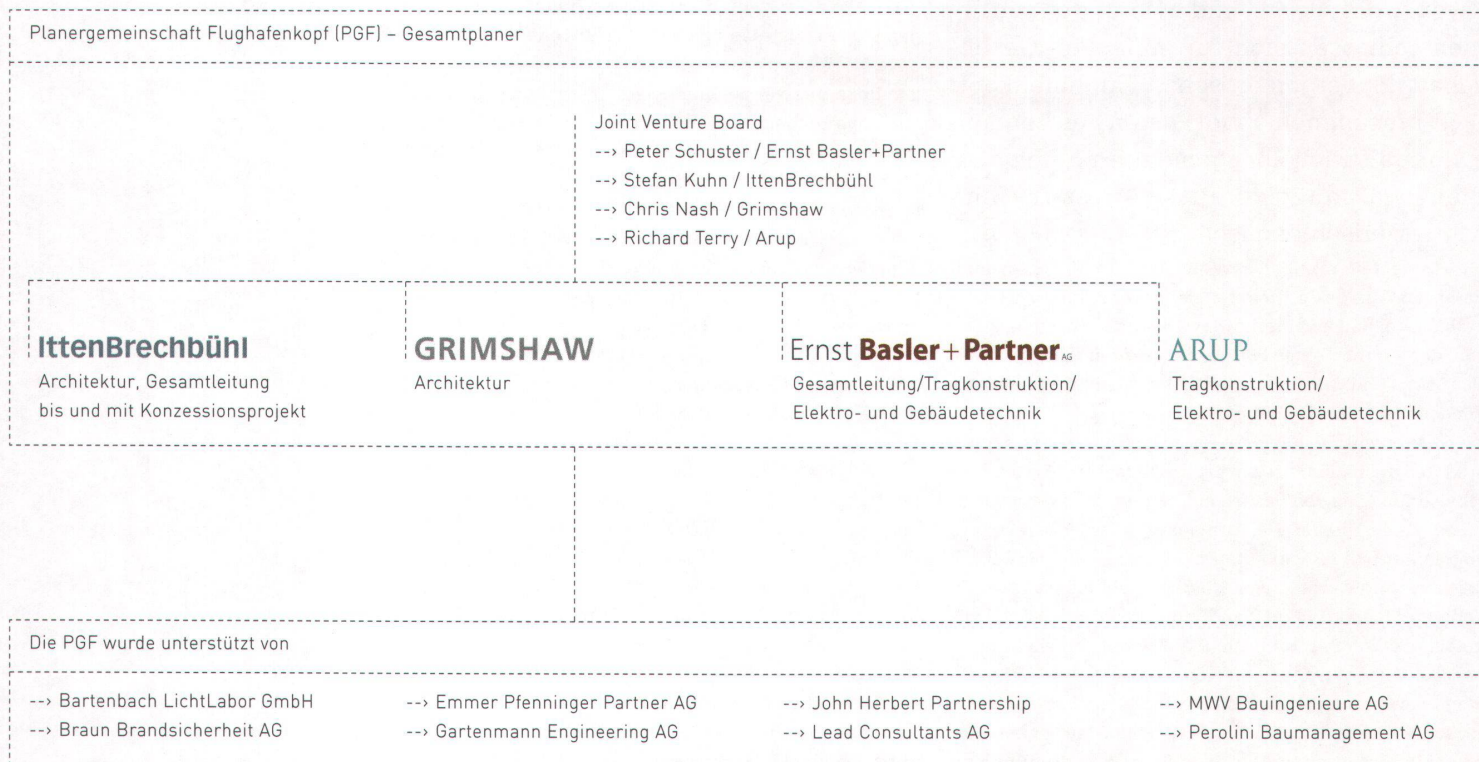 Planergemeinschaft Flughafenkopf (PGF) – Gesamtplaner
Joint Venture Board
--> Peter Schuster / Ernst Basler+Partner
--> Stefan Kuhn / IttenBrechbühl
--> Chris Nash / Grimshaw
--> Richard Terry / Arup
IttenBrechbühl
Architektur, Gesamtleitung
bis und mit Konzessionsprojekt
GRIMSHAW
Architektur
Ernst Basler+Partner AG
Gesamtleitung/Tragkonstruktion/
Elektro- und Gebäudetechnik
ARUP
Tragkonstruktion/
Elektro- und Gebäudetechnik
Die PGF wurde unterstützt von
--> Bartenbach LichtLabor GmbH
--> Braun Brandsicherheit AG
--> Emmer Pfenninger Partner AG
--> Gartenmann Engineering AG
--> John Herbert Partnership
--> Lead Consultants AG
--> MWV Bauingenieure AG
--> Perolini Baumanagement AG